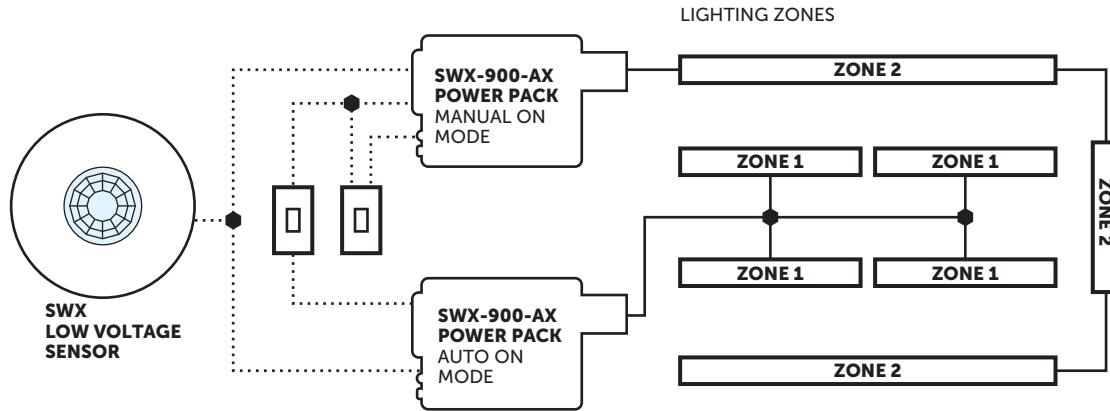 LIGHTING ZONES
SWX-900-AX
POWER PACK
MANUAL ON
MODE
ZONE 2
ZONE 1
ZONE 1
ZONE 2
ZONE 1
ZONE 1
SWX
LOW VOLTAGE
SENSOR
SWX-900-AX
POWER PACK
AUTO ON
MODE
ZONE 2